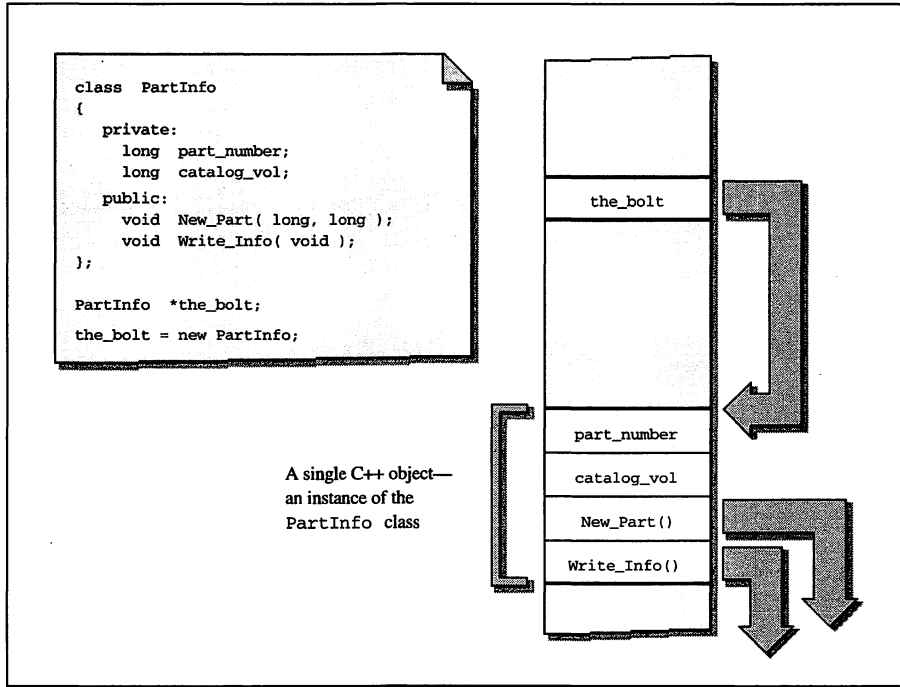 class PartInfo
{
private:
long part_number;
long catalog_vol;
public:
void New_Part( long, long );
void Write_Info( void );
};
PartInfo *the_bolt;
the_bolt = new PartInfo;
the_bolt
part_number
catalog_vol
New_Part()
Write_Info()
A single C++ object—
an instance of the
PartInfo class